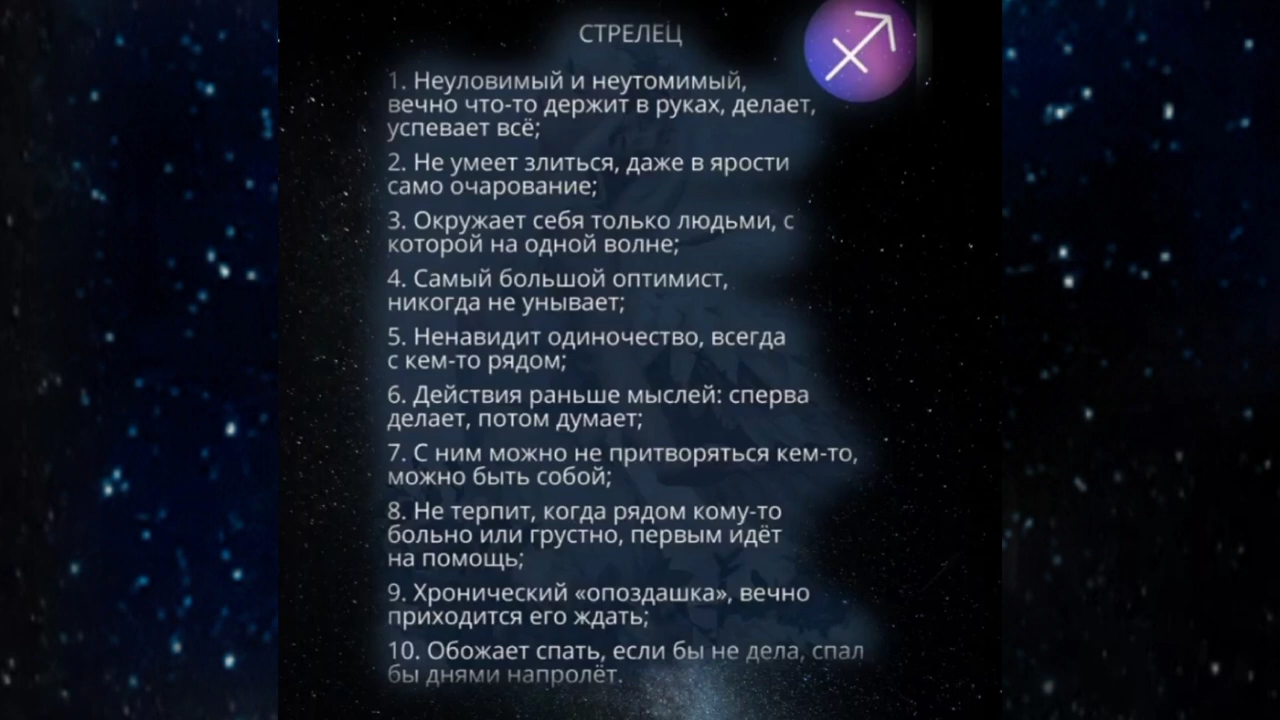 СТРЕЛЕЦ
1. Неуловимый и неутомимый,
вечно что-то держит в руках, делает,
успевает всё;
2. Не умеет злиться, даже в ярости
само очарование;
3. Окружает себя только людьми, с
которой на одной волне;
4. Самый большой оптимист,
никогда не унывает;
5. Ненавидит одиночество, всегда
с кем-то рядом;
6. Действия раньше мыслей: сперва
делает, потом думает;
7. С ним можно не притворяться кем-то,
можно быть собой;
8. Не терпит, когда рядом кому-то
больно или грустно, первым идёт
на помощь;
9. Хронический «опоздашка», вечно
приходится его ждать;
10. Обожает спать, если бы не дела, спал
бы днями напролёт.